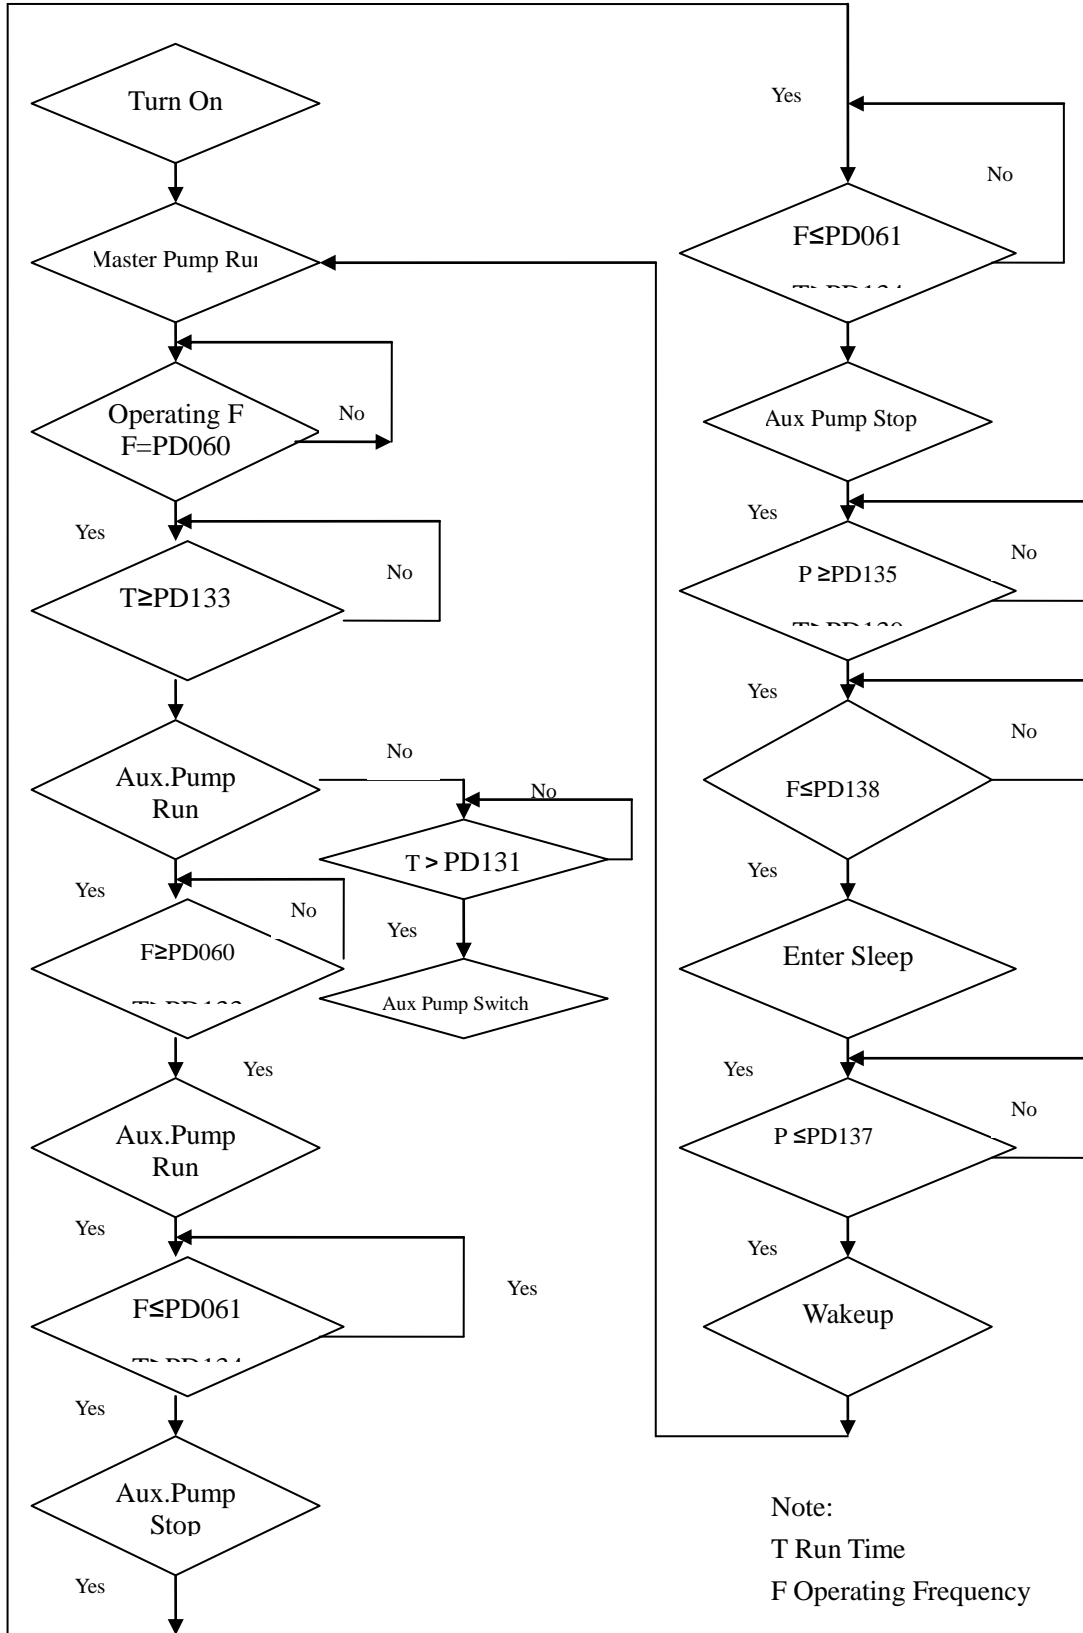 Turn On
Master Pump Run
Operating F
F=PD060
No
Yes
T≥PD133
No
Aux.Pump
Run
No
Yes
No
T > PD131
No
F≥PD060
Yes
Aux Pump Switch
Yes
Aux.Pump
Run
Yes
F≤PD061
Yes
Yes
Aux.Pump
Stop
Yes
Yes
No
F≤PD061
Aux Pump Stop
Yes
P ≥PD135
No
Yes
F≤PD138
No
Yes
Enter Sleep
Yes
P ≤PD137
No
Yes
Wakeup
Note:
T Run Time
F Operating Frequency